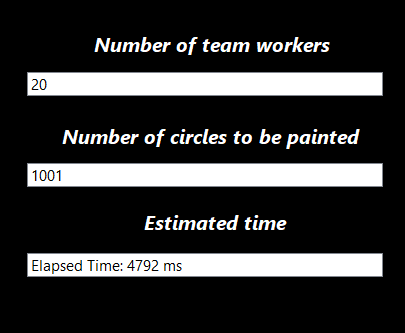 Number of team workers
20
Number of circles to be painted
1001
Estimated time
Elapsed Time: 4792 ms